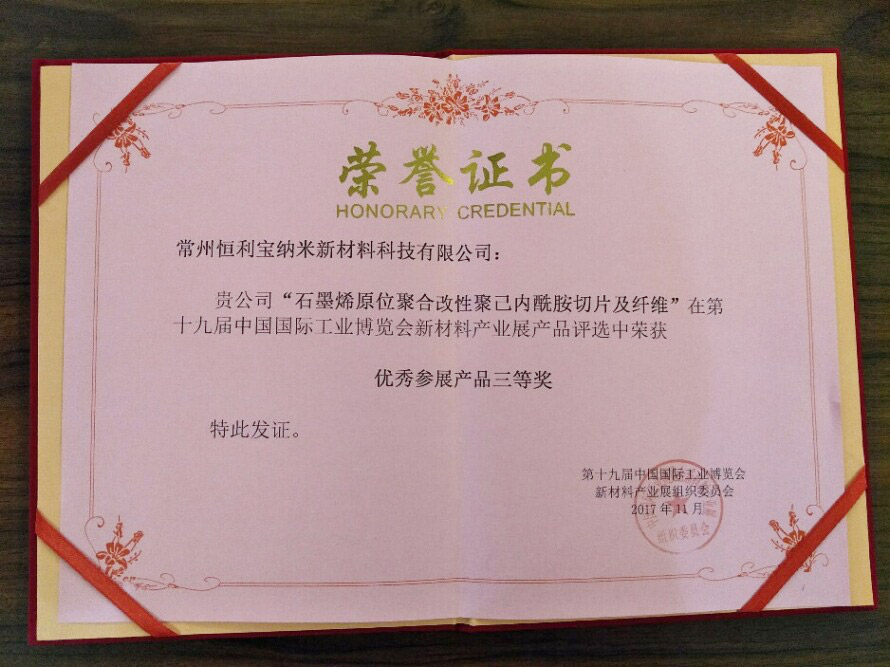 荣誉证书
HONORARY CREDENTIAL
常州恒利宝纳米新材料科技有限公司：
贵公司“石墨烯原位聚合改性聚己内酰胺切片及纤维”在第
十九届中国国际工业博览会新材料产业展产品评选中荣获
优秀参展产品三等奖
特此发证。
第十九届中国国际工业博览会
新材料产业展组织委员会
2017年11月
组织委员会